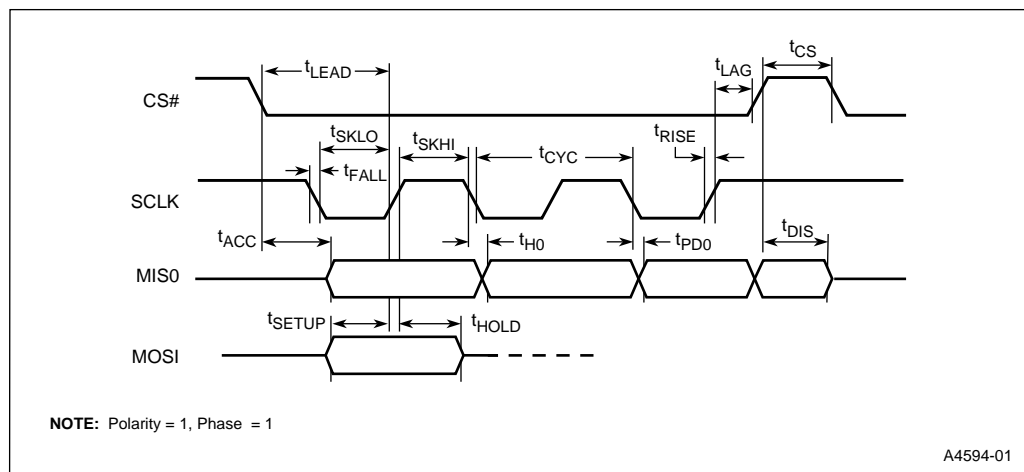 tLEAD
tCS
tLAG
CS#
tSKLO
tSKHI
tCYC
tRISE
tFALL
SCLK
tACC
tH0
tPD0
tDIS
MIS0
tSETUP
tHOLD
MOSI
NOTE: Polarity = 1, Phase = 1
A4594-01